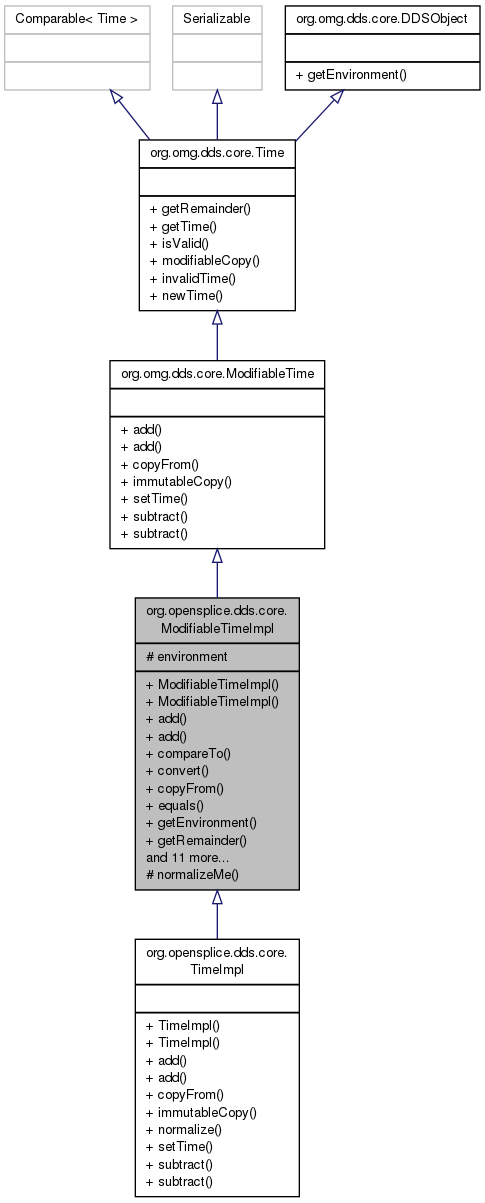 Comparable< Time >
Serializable
org.omg.dds.core.DDSObject
+ getEnvironment()
org.omg.dds.core.Time
+ getRemainder()
+ getTime()
+ isValid()
+ modifiableCopy()
+ invalidTime()
+ newTime()
org.omg.dds.core.ModifiableTime
+ add()
+ add()
+ copyFrom()
+ immutableCopy()
+ setTime()
+ subtract()
+ subtract()
org.opensplice.dds.core.
ModifiableTimeImpl
# environment
+ ModifiableTimeImpl()
+ ModifiableTimeImpl()
+ add()
+ add()
+ compareTo()
+ convert()
+ copyFrom()
+ equals()
+ getEnvironment()
+ getRemainder()
and 11 more...
# normalizeMe()
org.opensplice.dds.core.
TimeImpl
+ TimeImpl()
+ TimeImpl()
+ add()
+ add()
+ copyFrom()
+ immutableCopy()
+ normalize()
+ setTime()
+ subtract()
+ subtract()